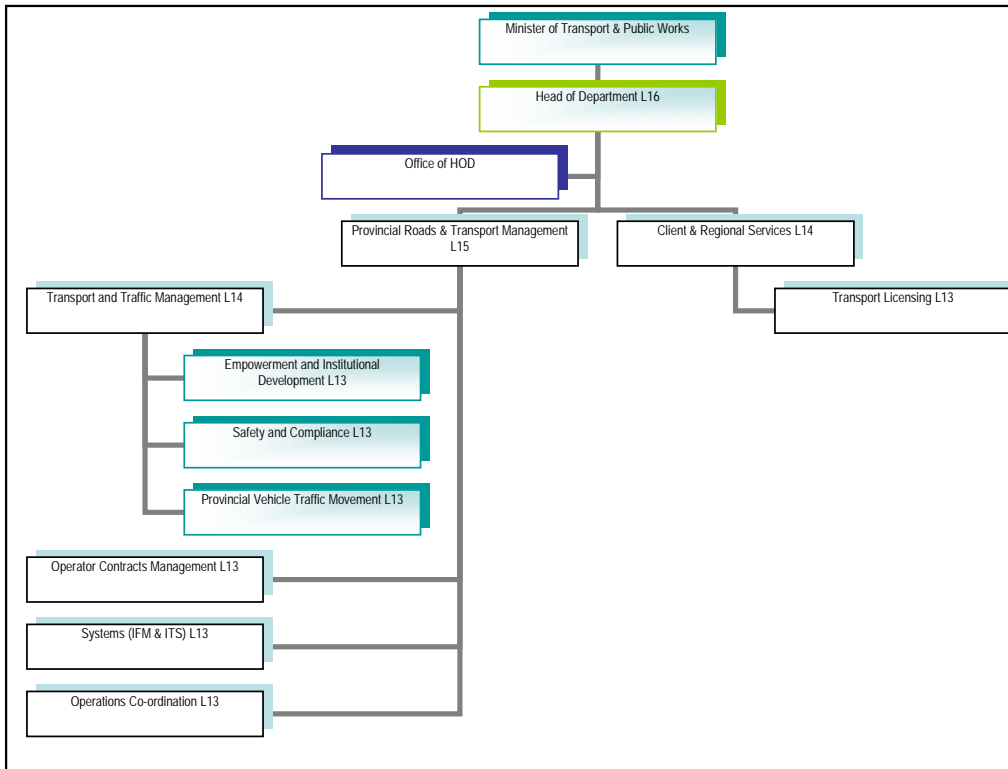 Minister of Transport & Public Works
Head of Department L16
Office of HOD
Provincial Roads & Transport Management
L15
Client & Regional Services L14
Transport and Traffic Management L14
Transport Licensing L13
Empowerment and Institutional
Development L13
Safety and Compliance L13
Provincial Vehicle Traffic Movement L13
Operator Contracts Management L13
Systems (IFM & ITS) L13
Operations Co-ordination L13